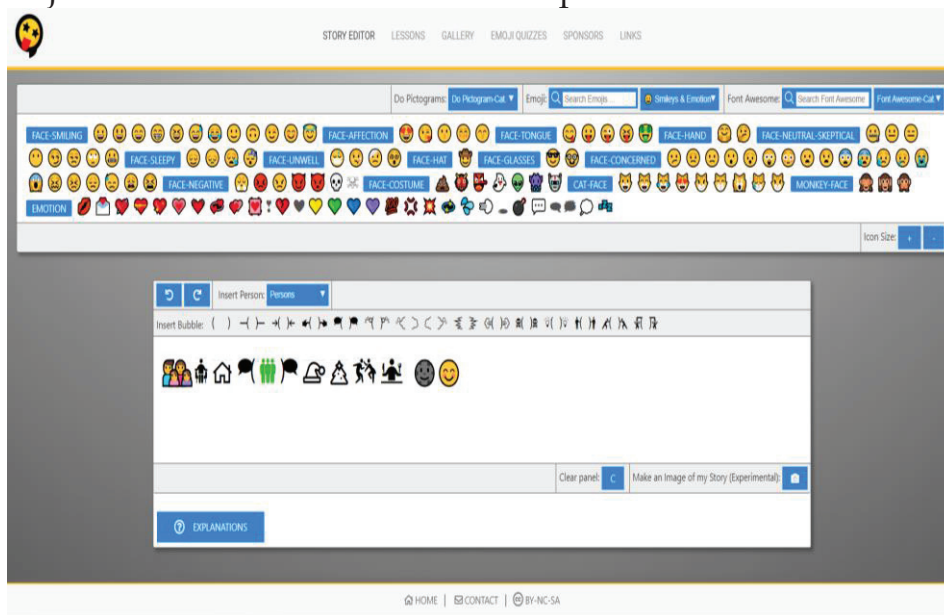 STORY EDITOR LESSONS GALLERY EMOJI QUIZZES SPONSORS LINKS
Do Pictograms: Do Pictogram-Cat. Emoji: Search Emojis ... Smileys & Emotion Font Awesome: Search Font Awesome Font Awesome-Cat
FACE-SMILING FACE-AFFECTION FACE-TONGUE FACE-HAND FACE-NEUTRAL-SKEPTICAL
FACE-SLEEPY FACE-UNWELL FACE-HAT FACE-GLASSES FACE-CONCERNED
FACE-NEGATIVE FACE-COSTUME CAT-FACE MONKEY-FACE
EMOTION
Icon Size: + -
Insert Person: Persons
Insert Bubble:
Clear panel: C Make an Image of my Story (Experimental):
EXPLANATIONS
HOME | CONTACT | BY-NC-SA